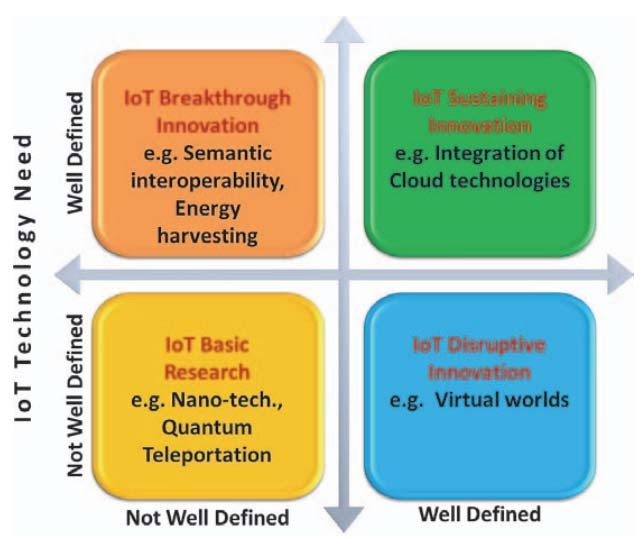 IoT Technology Need
Well Defined
IoT Breakthrough
Innovation
e.g. Semantic
interoperability,
Energy
harvesting
IoT Sustaining
Innovation
e.g. Integration of
Cloud technologies
Not Well Defined
IoT Basic
Research
e.g. Nano-tech.,
Quantum
Teleportation
IoT Disruptive
Innovation
e.g. Virtual worlds
Not Well Defined
Well Defined